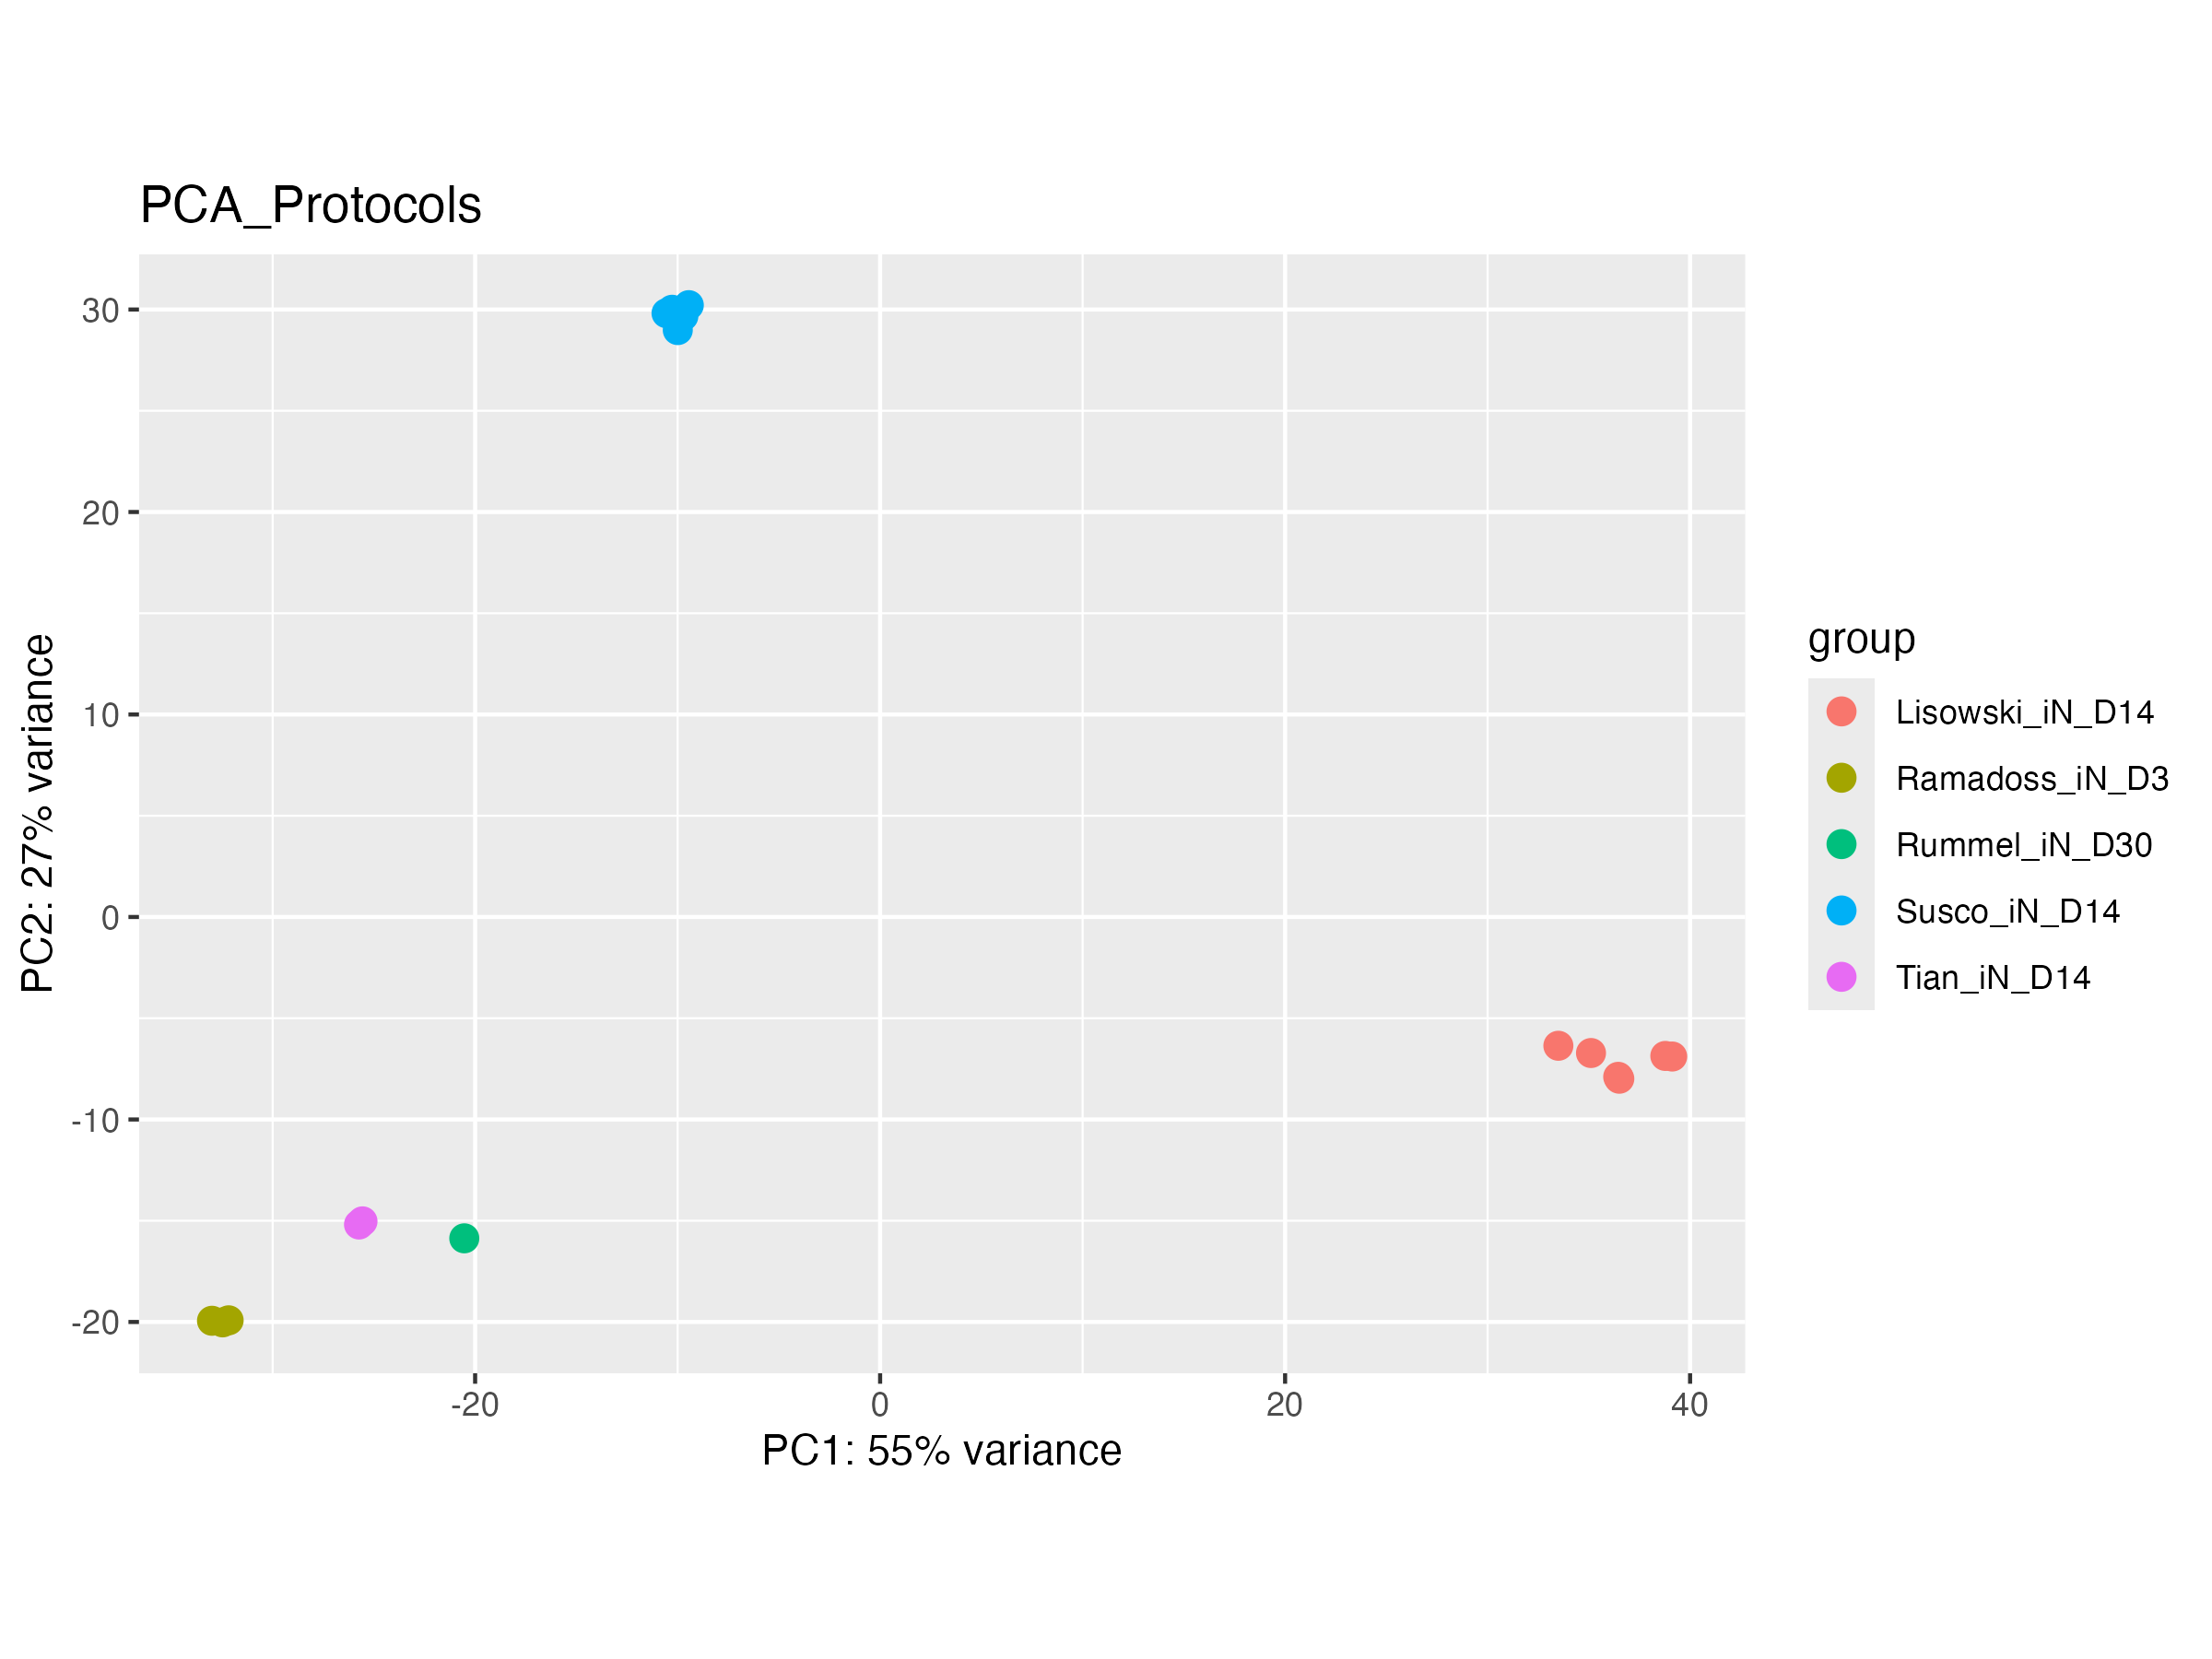 PCA_Protocols
30
20
10
0
-10
-20
PC2: 27% variance
-20
0
20
40
PC1: 55% variance
group
Lisowski_iN_D14
Ramadoss_iN_D3
Rummel_iN_D30
Susco_iN_D14
Tian_iN_D14